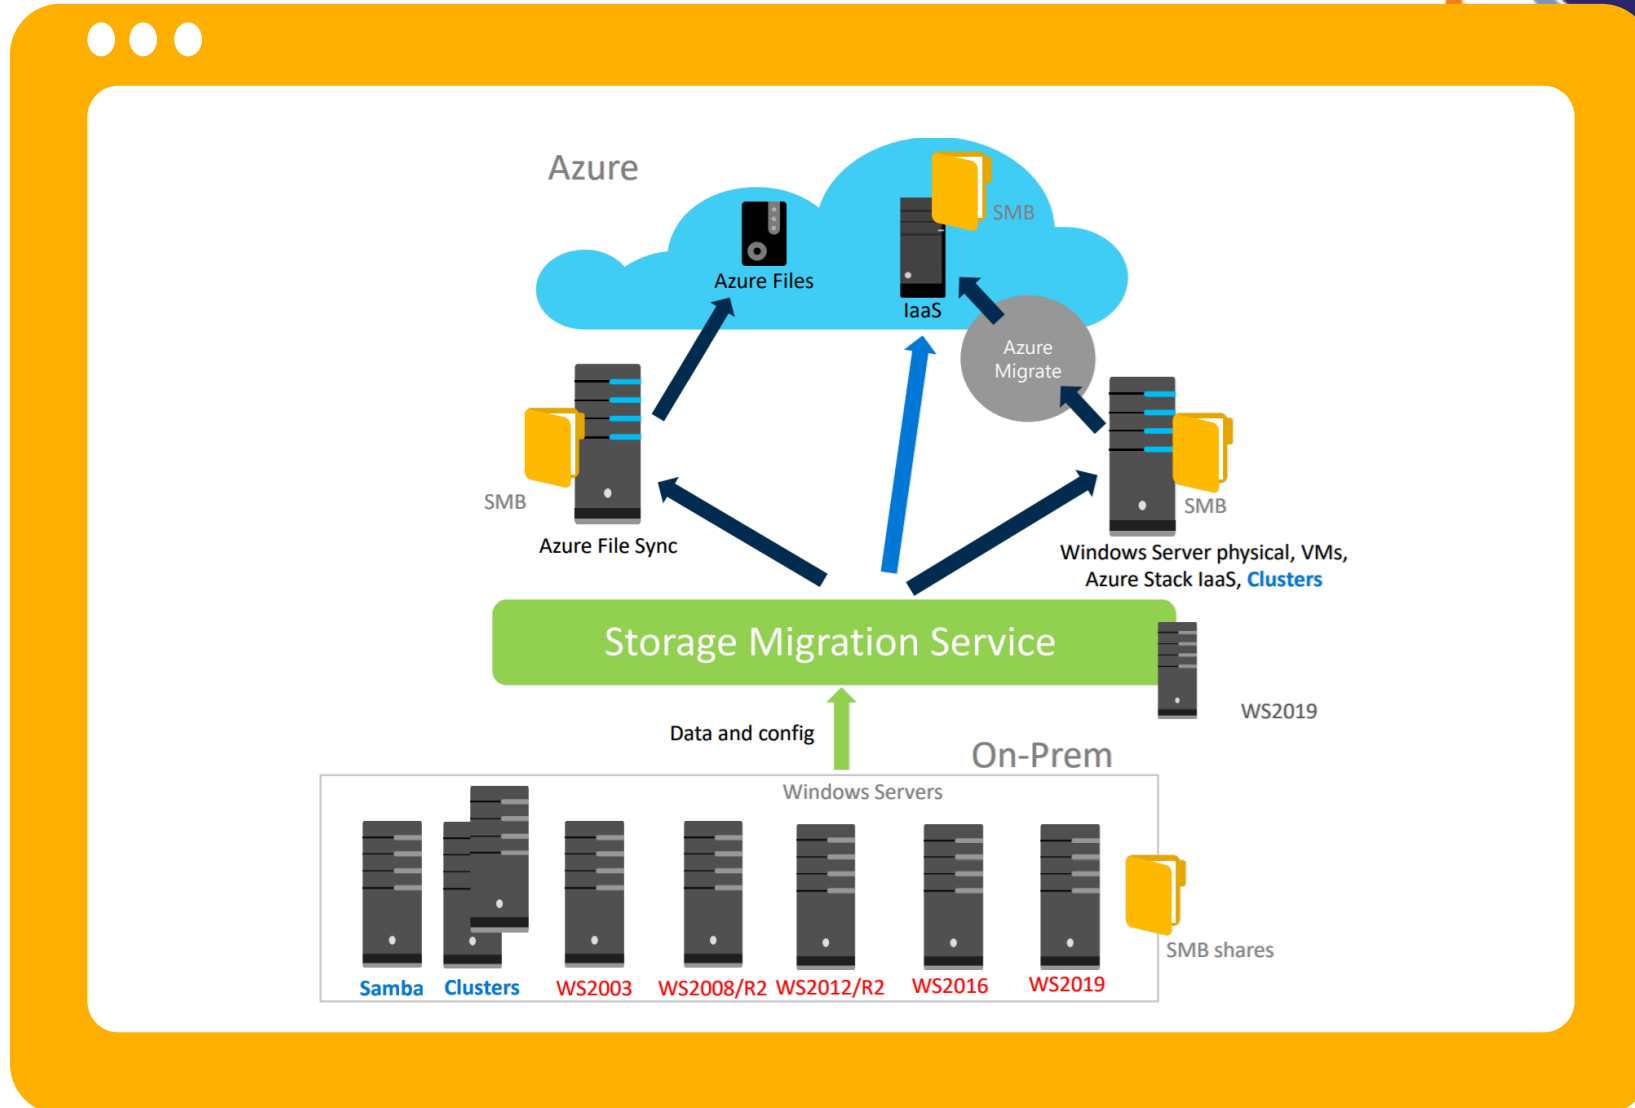 Azure
SMB
Azure Files
IaaS
Azure
Migrate
SMB
SMB
Azure File Sync
Windows Server physical, VMs,
Azure Stack IaaS, Clusters
Storage Migration Service
WS2019
Data and config
On-Prem
Windows Servers
SMB shares
Samba
Clusters
WS2003
WS2008/R2
WS2012/R2
WS2016
WS2019